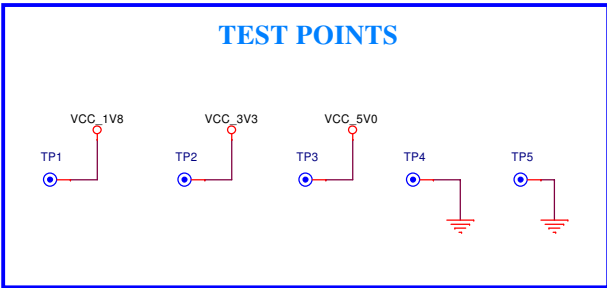 TEST POINTS
VCC_1V8 VCC_3V3 VCC_5V0
TP1 TP2 TP3 TP4 TP5